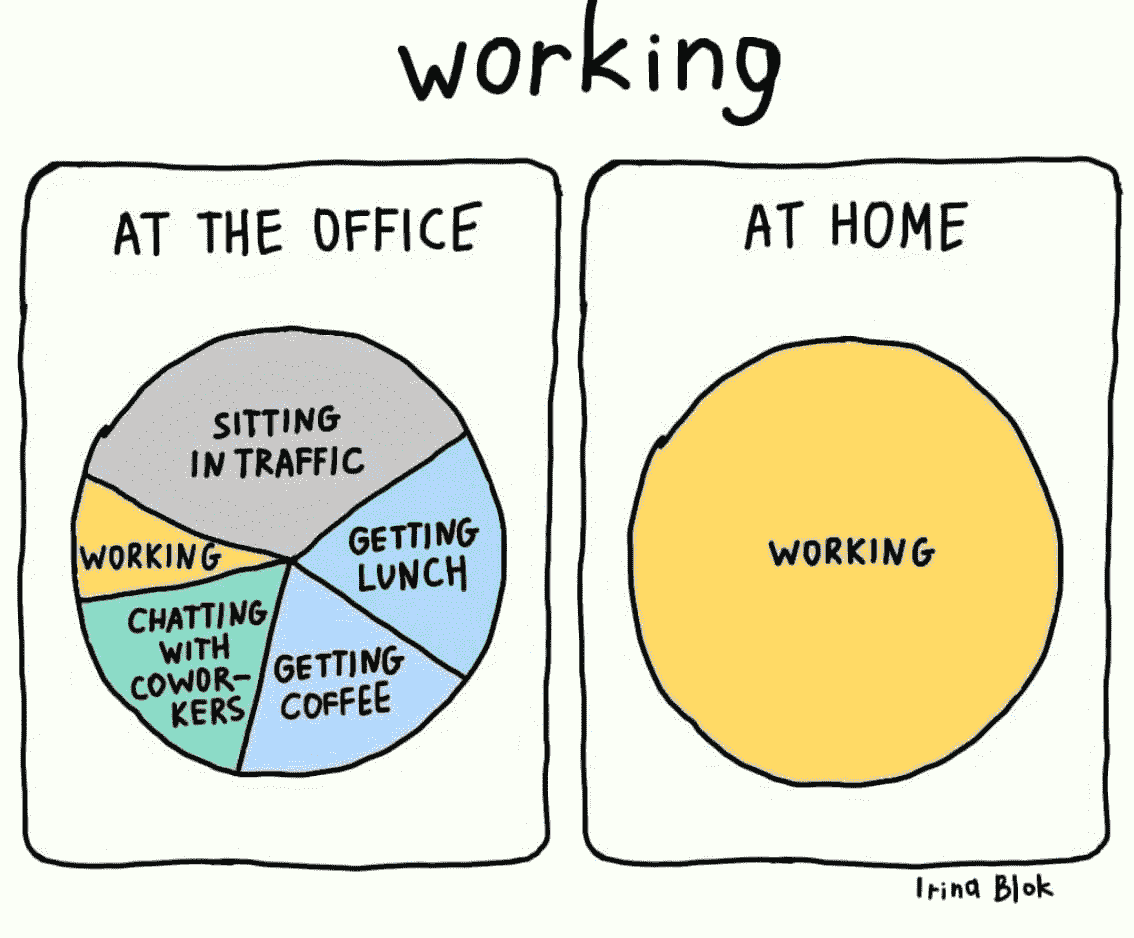 working
AT THE OFFICE
SITTING
IN TRAFFIC
GETTING
LUNCH
WORKING
CHATTING
WITH
COWOR-
KERS
GETTING
COFFEE
AT HOME
WORKING
Irina Blok